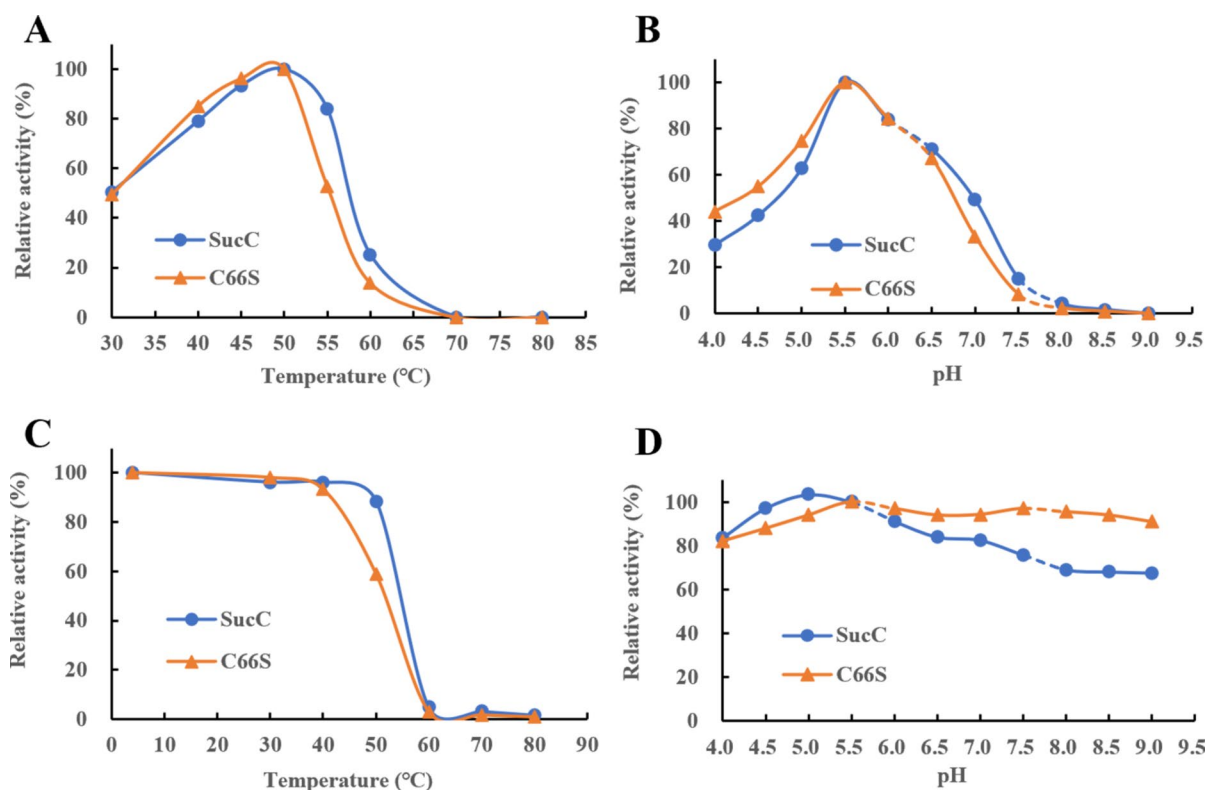 A
Relative activity (%)
100
80
60
40
20
0
SucC
C66S
30 35 40 45 50 55 60 65 70 75 80 85
Temperature (℃)
B
Relative activity (%)
100
80
60
40
20
0
SucC
C66S
4.0 4.5 5.0 5.5 6.0 6.5 7.0 7.5 8.0 8.5 9.0 9.5
pH
C
Relative activity (%)
100
80
60
40
20
0
SucC
C66S
0 10 20 30 40 50 60 70 80 90
Temperature (℃)
D
Relative activity (%)
100
80
60
40
20
0
SucC
C66S
4.0 4.5 5.0 5.5 6.0 6.5 7.0 7.5 8.0 8.5 9.0 9.5
pH